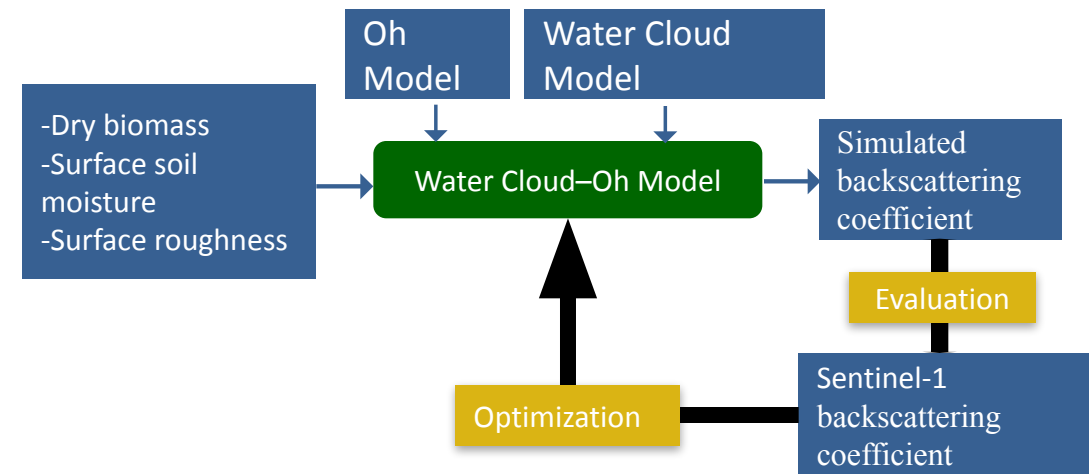 Oh
Model
Water Cloud
Model
-Dry biomass
-Surface soil
moisture
-Surface roughness
Water Cloud–Oh Model
Simulated
backscattering
coefficient
Evaluation
Optimization
Sentinel-1
backscattering
coefficient